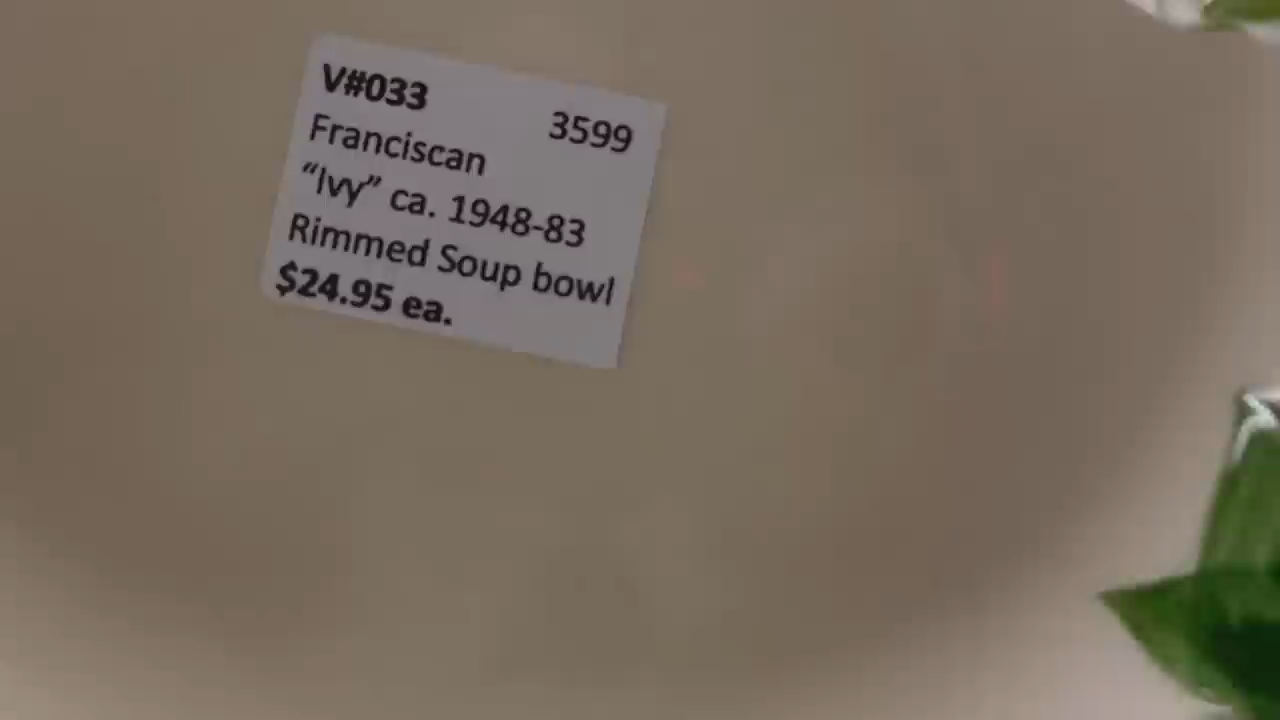 V#033 3599
Franciscan
“Ivy” ca. 1948-83
Rimmed Soup bowl
$24.95 ea.